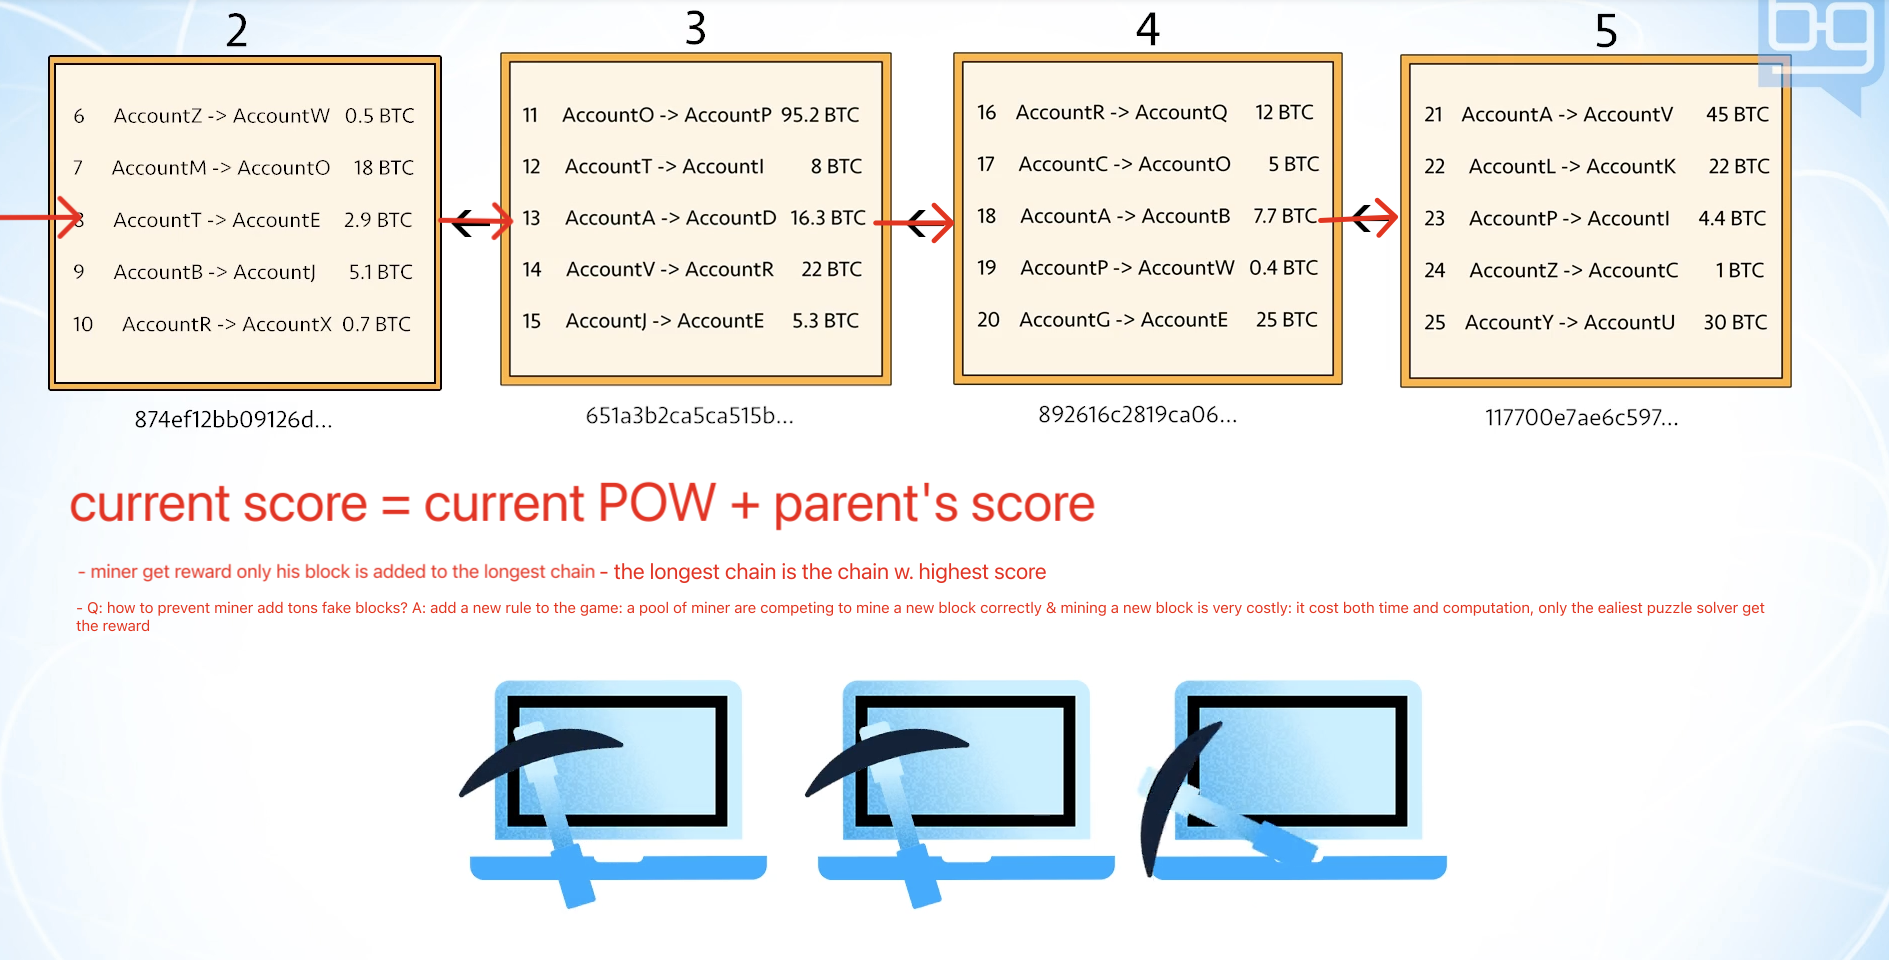 2
3
4
5
6 AccountZ -> AccountW 0.5 BTC
7 AccountM -> AccountO 18 BTC
8 AccountT -> AccountE 2.9 BTC
9 AccountB -> AccountJ 5.1 BTC
10 AccountR -> AccountX 0.7 BTC
874ef12bb09126d...
11 AccountO -> AccountP 95.2 BTC
12 AccountT -> AccountI 8 BTC
13 AccountA -> AccountD 16.3 BTC
14 AccountV -> AccountR 22 BTC
15 AccountJ -> AccountE 5.3 BTC
651a3b2ca5ca515b...
16 AccountR -> AccountQ 12 BTC
17 AccountC -> AccountO 5 BTC
18 AccountA -> AccountB 7.7 BTC
19 AccountP -> AccountW 0.4 BTC
20 AccountG -> AccountE 25 BTC
892616c2819ca06...
21 AccountA -> AccountV 45 BTC
22 AccountL -> AccountK 22 BTC
23 AccountP -> AccountI 4.4 BTC
24 AccountZ -> AccountC 1 BTC
25 AccountY -> AccountU 30 BTC
117700e7ae6c597...
current score = current POW + parent's score
- miner get reward only his block is added to the longest chain - the longest chain is the chain w. highest score
- Q: how to prevent miner add tons fake blocks? A: add a new rule to the game: a pool of miner are competing to mine a new block correctly & mining a new block is very costly: it cost both time and computation, only the ealiest puzzle solver get
the reward